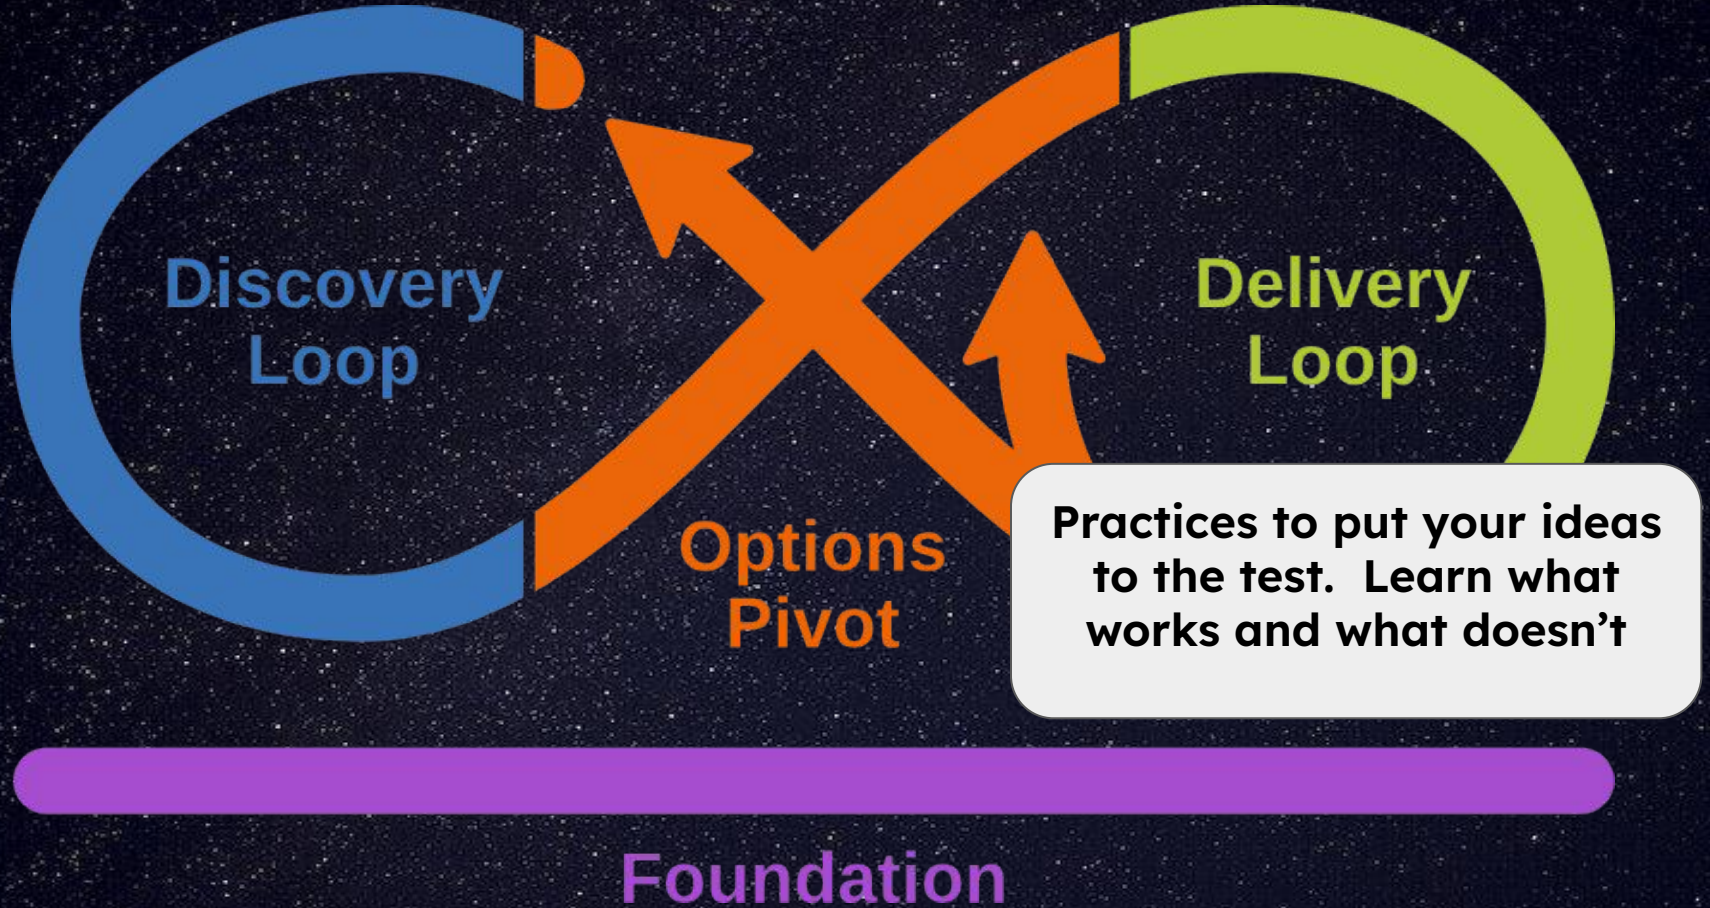 Discovery
Loop
Delivery
Loop
Options
Pivot
Practices to put your ideas
to the test.  Learn what
works and what doesn’t
Foundation